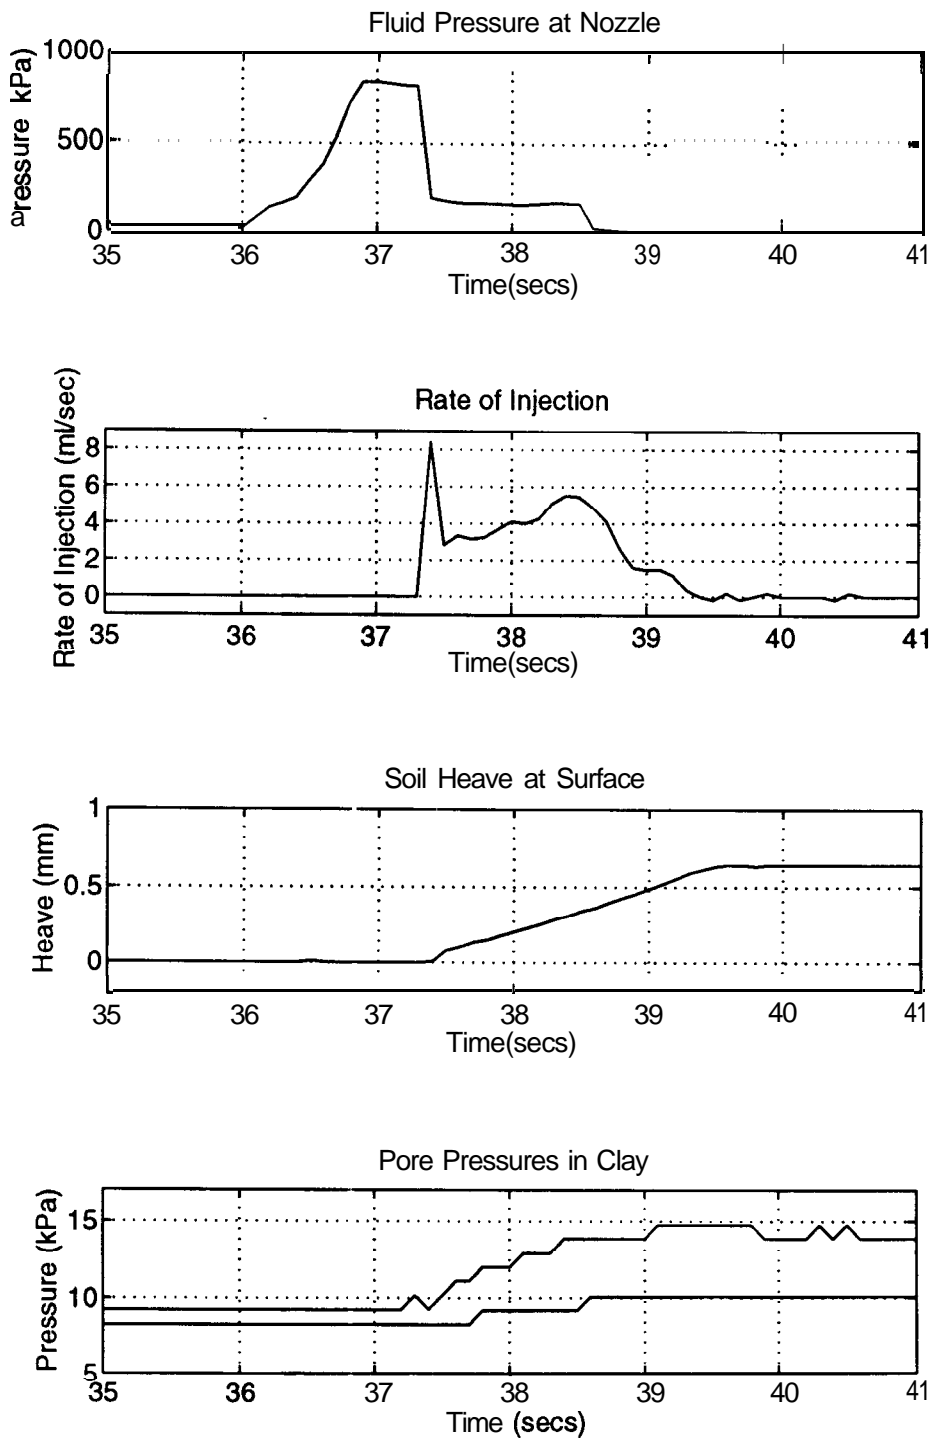 Fluid Pressure at Nozzle
Pressure kPa)
1000
500
0
35 36 37 38 39 40 41
Time(secs)
Rate of Injection
Rate of Injection (ml/sec)
8
6
4
2
0
35 36 37 38 39 40 41
Time(secs)
Soil Heave at Surface
Heave (mm)
1
0.5
0
35 36 37 38 39 40 41
Time(secs)
Pore Pressures in Clay
Pressure (kPa)
15
10
5
35 36 37 38 39 40 41
Time (secs)